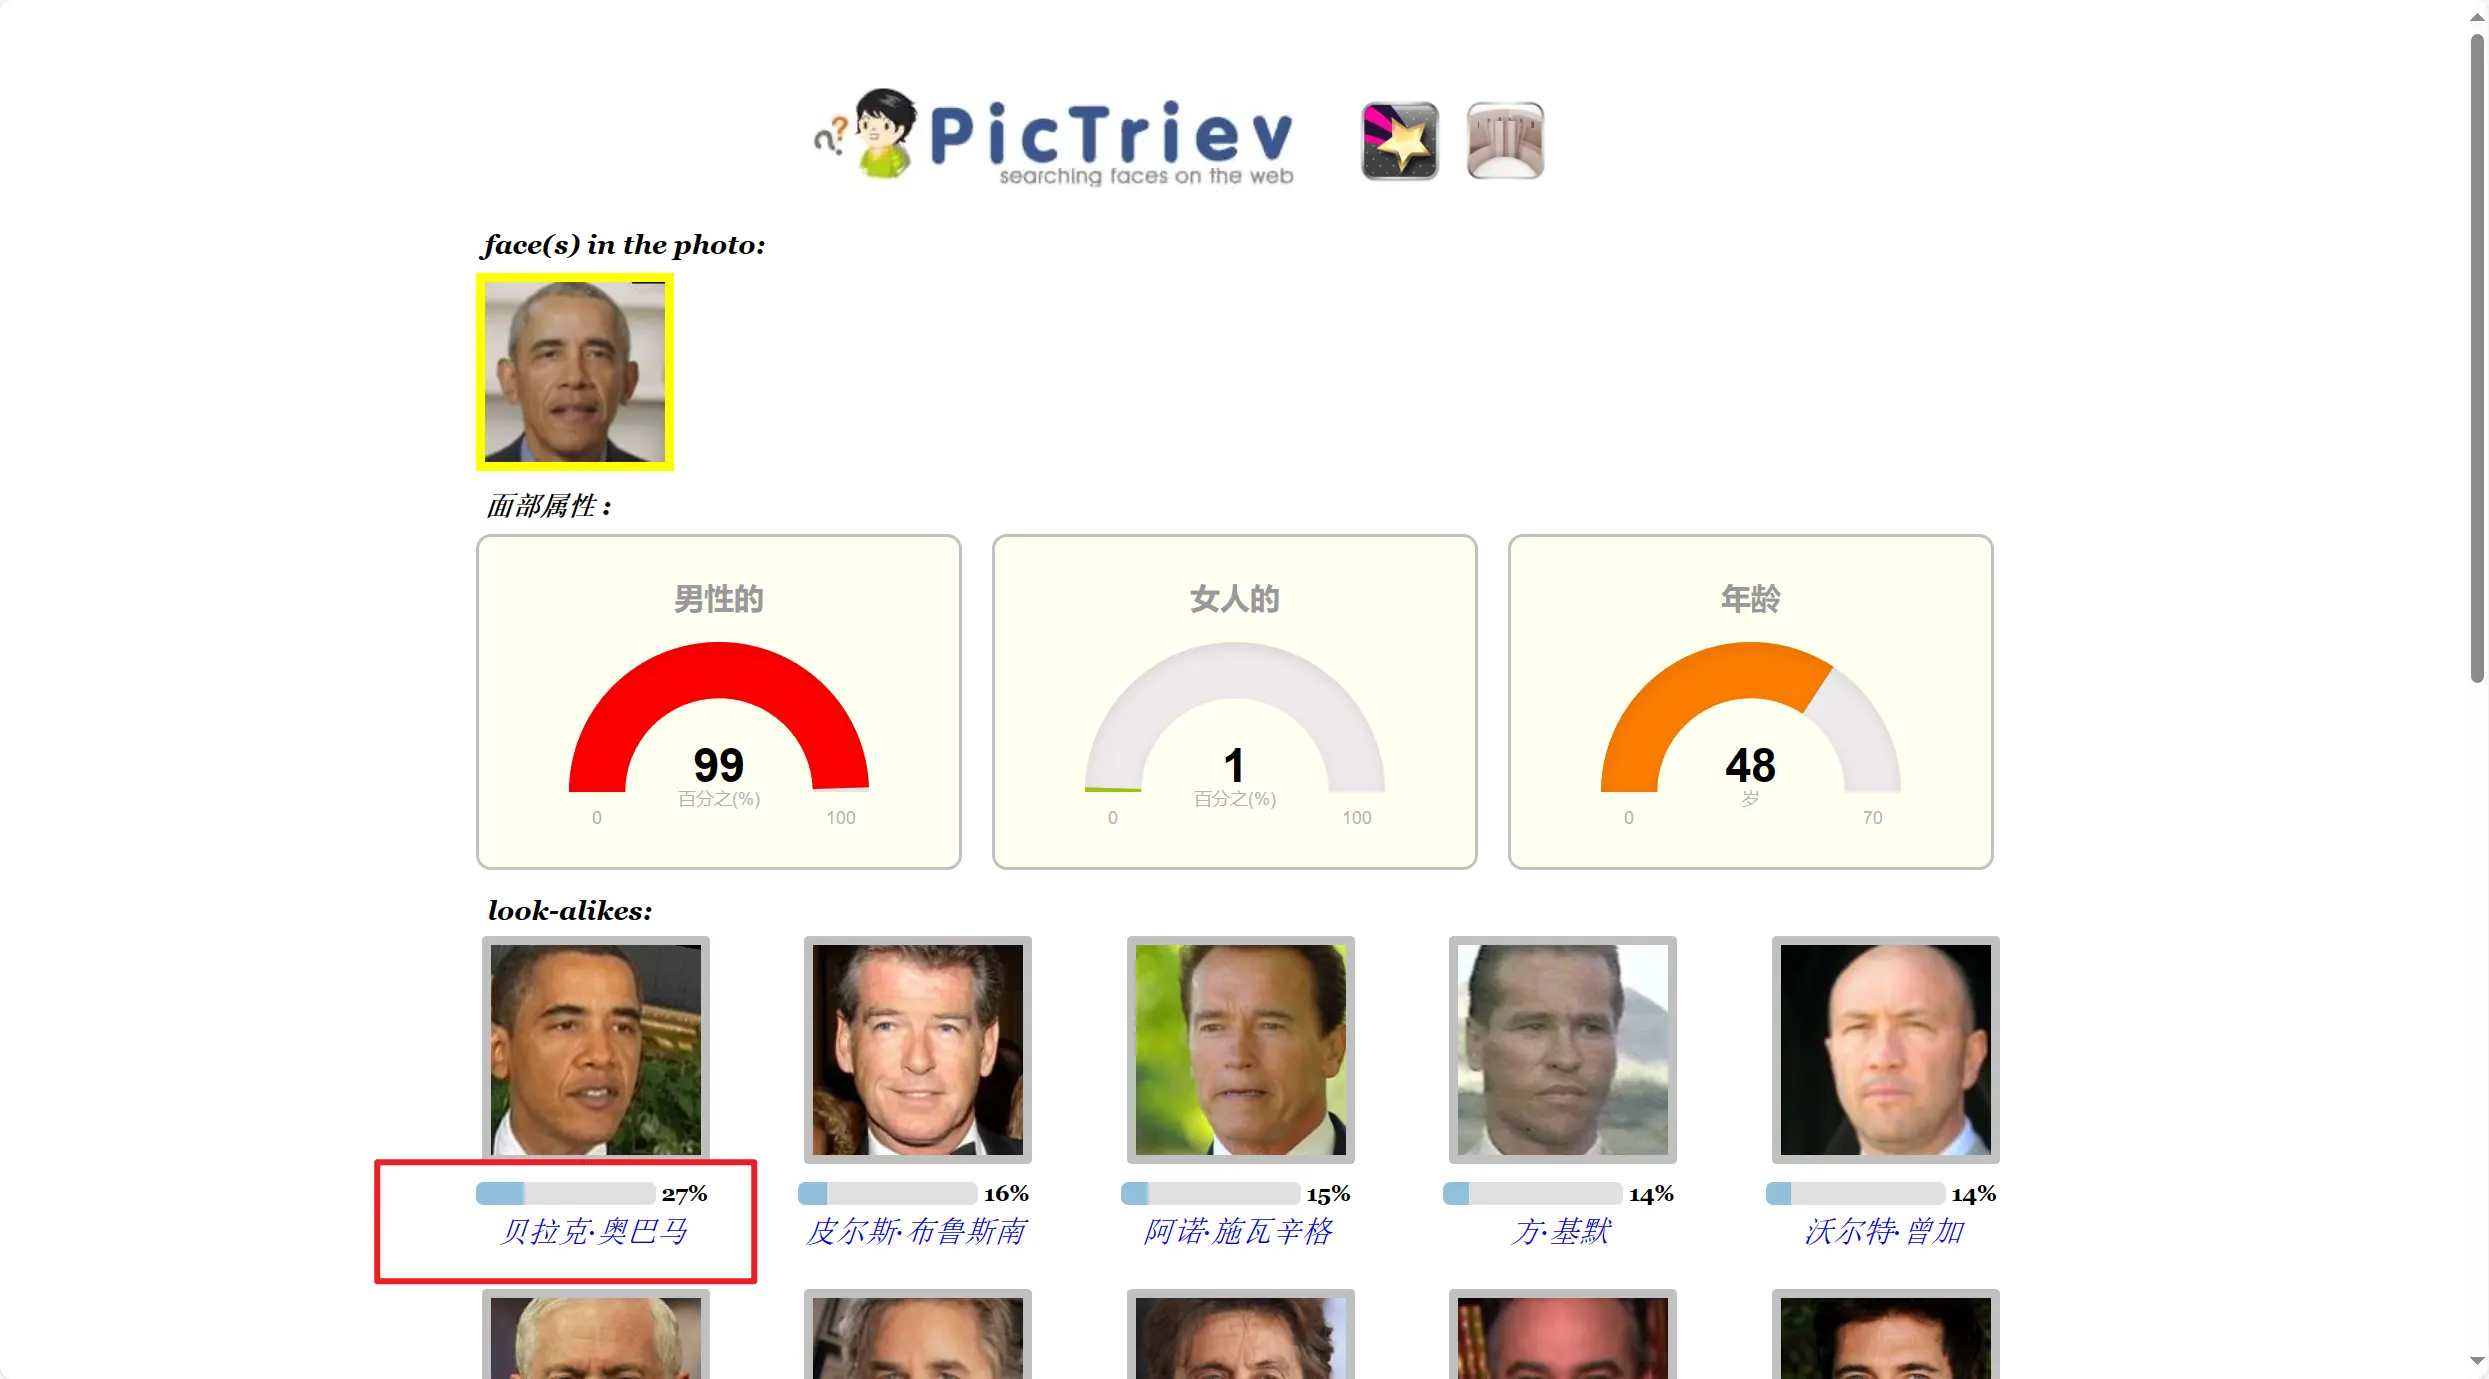 PicTriev
searching faces on the web
face(s) in the photo:
面部属性：
男性的
99
百分之(%)
0 100
女人的
1
百分之(%)
0 100
年龄
48
岁
0 70
look-alikes:
27% 16% 15% 14% 14%
贝拉克·奥巴马 皮尔斯·布鲁斯南 阿诺·施瓦辛格 方·基默 沃尔特·曾加